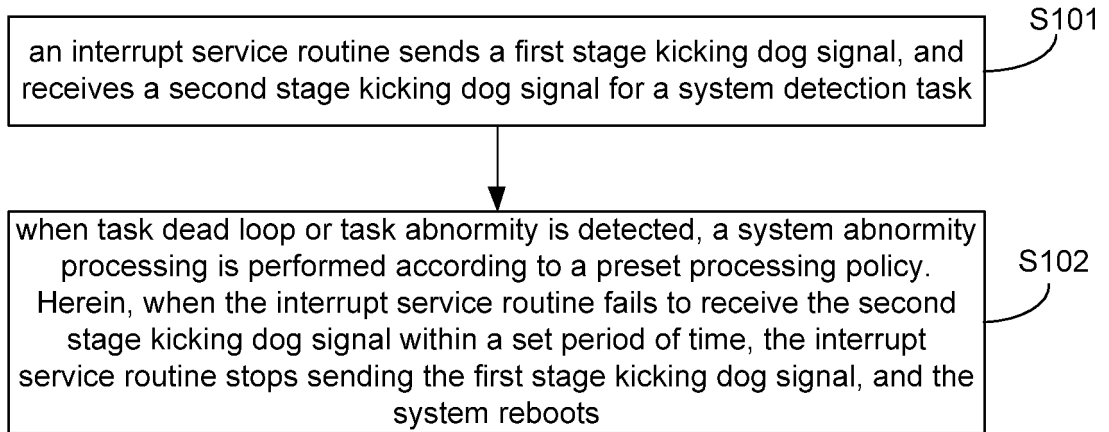 S101
an interrupt service routine sends a first stage kicking dog signal, and
receives a second stage kicking dog signal for a system detection task
when task dead loop or task abnormity is detected, a system abnormity
processing is performed according to a preset processing policy.
S102
Herein, when the interrupt service routine fails to receive the second
stage kicking dog signal within a set period of time, the interrupt
service routine stops sending the first stage kicking dog signal, and the
system reboots